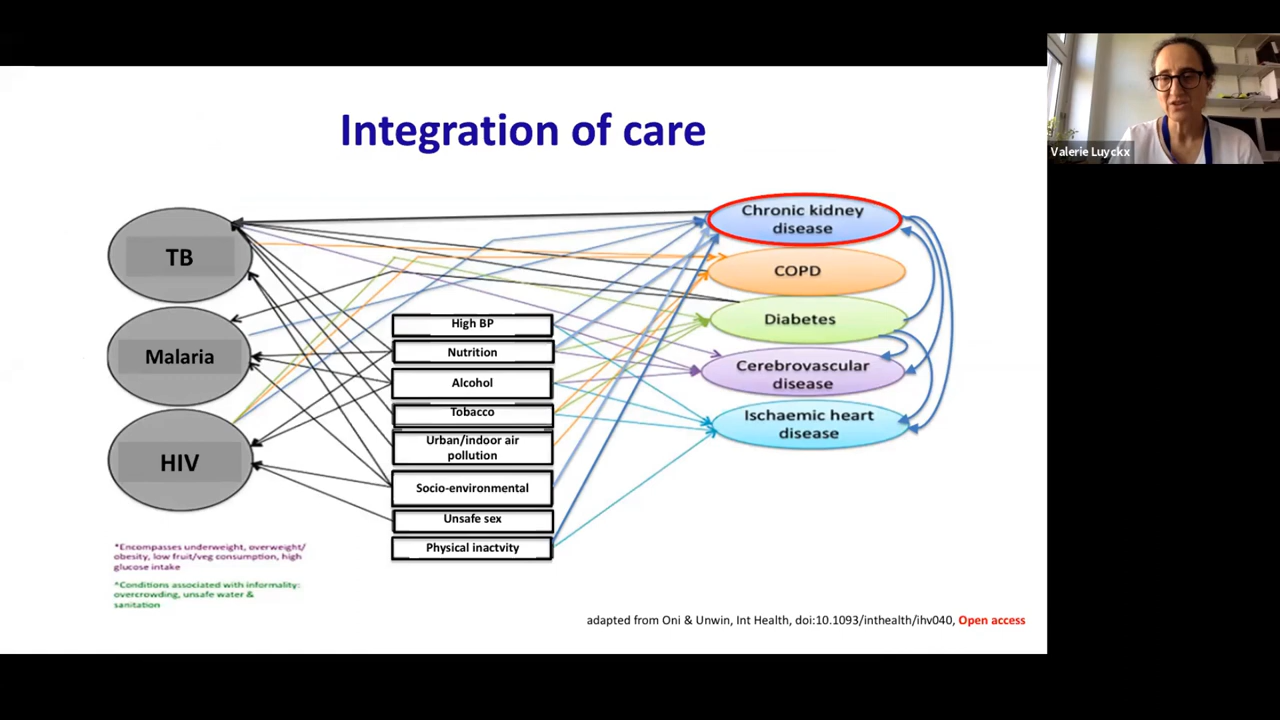 Integration of care
Valerie Luyckx
TB
Malaria
HIV
High BP
Nutrition
Alcohol
Tobacco
Urban/indoor air
pollution
Socio-environmental
Unsafe sex
Physical inactvity
Chronic kidney
disease
COPD
Diabetes
Cerebrovascular
disease
Ischaemic heart
disease
*Encompasses underweight, overweight/
obesity, low fruit/veg consumption, high
glucose intake
^Conditions associated with informality:
overcrowding, unsafe water &
sanitation
adapted from Oni & Unwin, Int Health, doi:10.1093/inthealth/ihv040, Open access